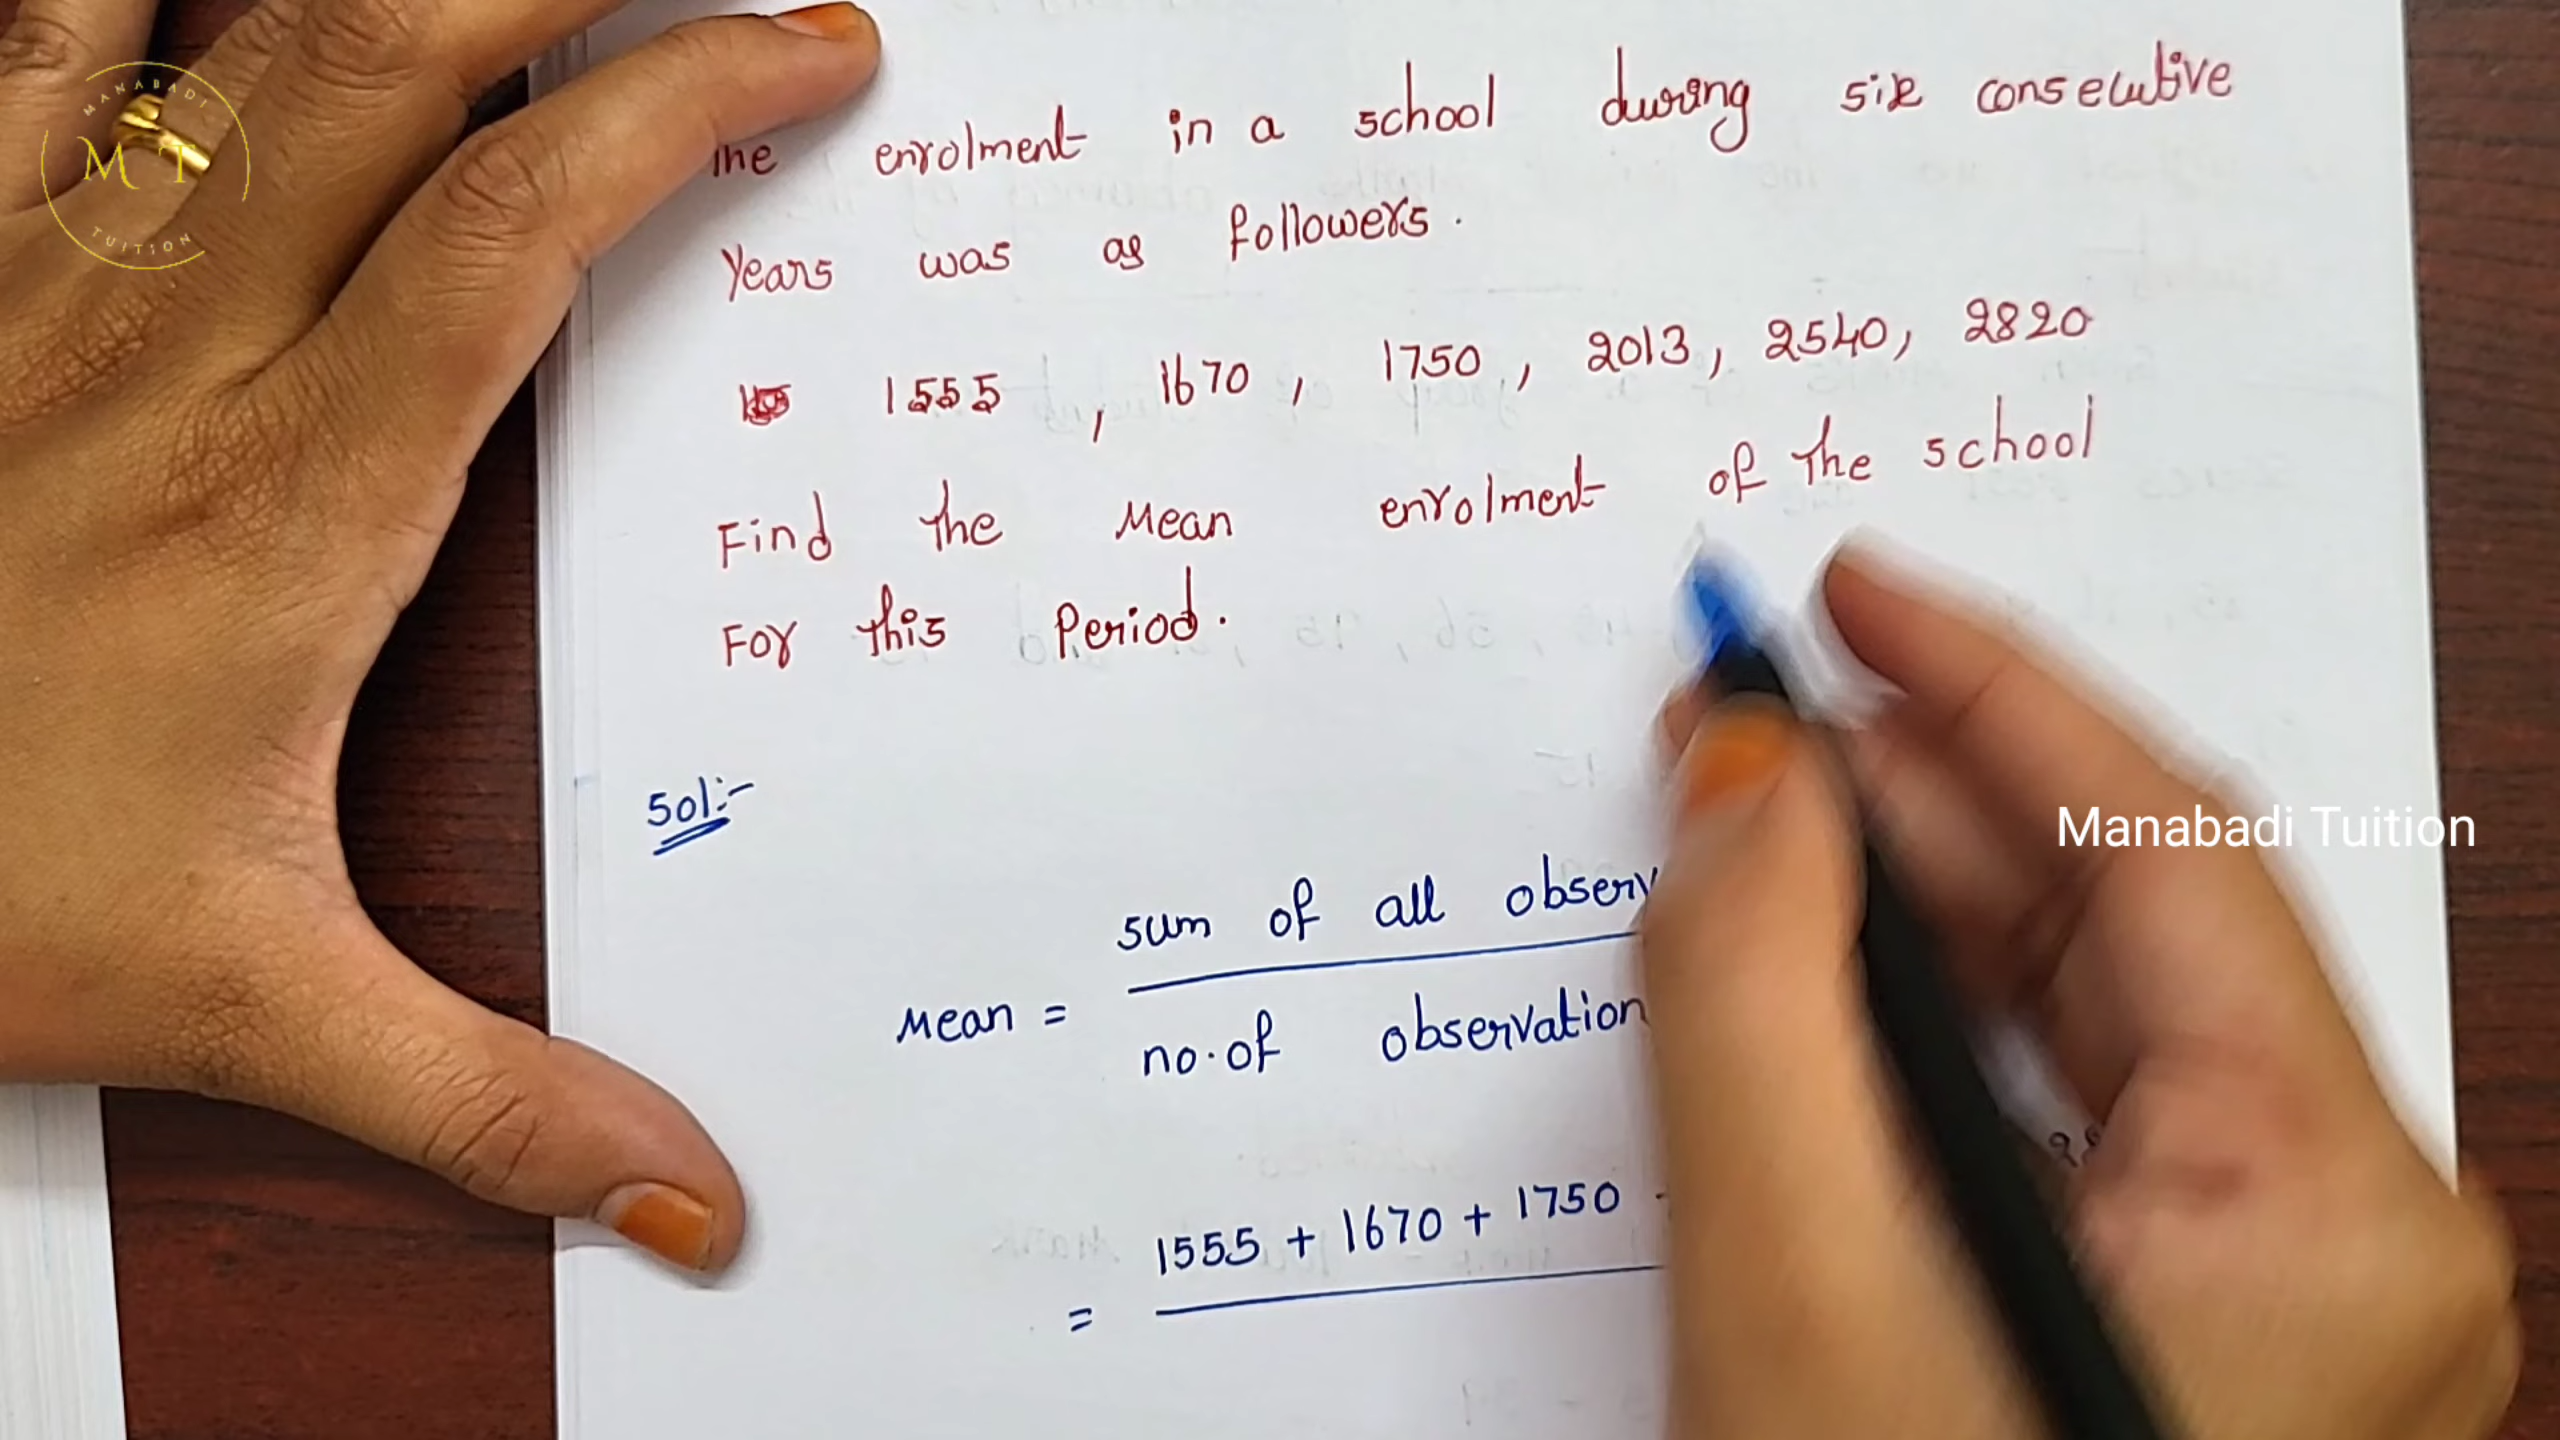 MANABADI
M T
TUITION
The enrolment in a school during six consecutive
Years was as followers.
1555, 1670, 1750, 2013, 2540, 2820
Find the Mean enrolment of the school
For this Period.
Sol:-
Manabadi Tuition
sum of all observ
Mean =
no.of observation
1555 + 1670 + 1750
=